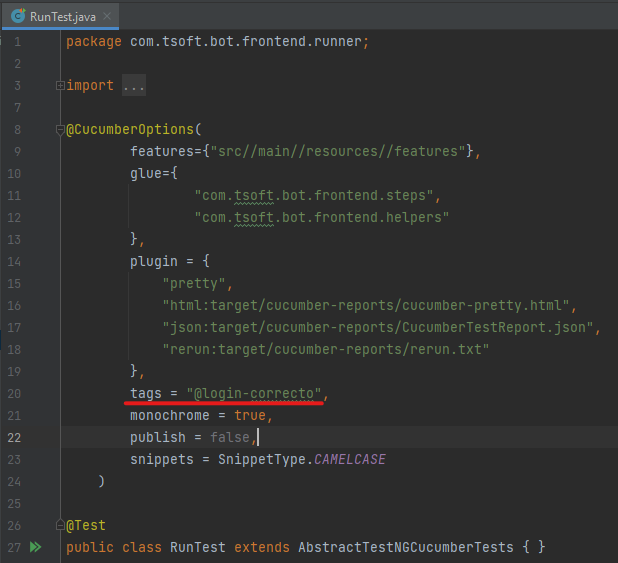 RunTest.java
1 package com.tsoft.bot.frontend.runner;
2
3 import ...
7
8 @CucumberOptions(
9 features={"src//main//resources//features"},
10 glue={
11 "com.tsoft.bot.frontend.steps",
12 "com.tsoft.bot.frontend.helpers"
13 },
14 plugin = {
15 "pretty",
16 "html:target/cucumber-reports/cucumber-pretty.html",
17 "json:target/cucumber-reports/CucumberTestReport.json",
18 "rerun:target/cucumber-reports/rerun.txt"
19 },
20 tags = "@login-correcto",
21 monochrome = true,
22 publish = false,
23 snippets = SnippetType.CAMELCASE
24 )
25
26 @Test
27 public class RunTest extends AbstractTestNGCucumberTests { }